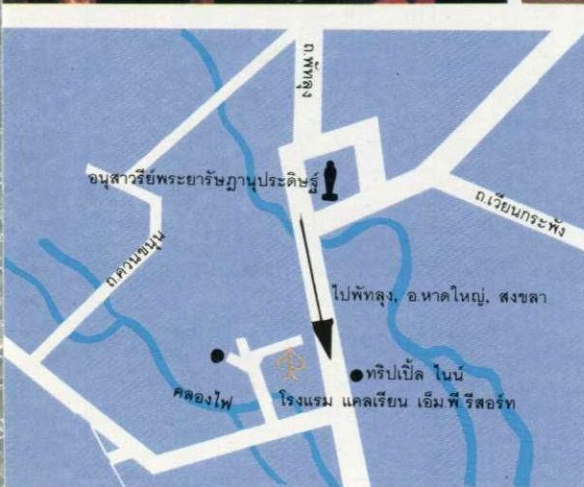 ถ.พัทลุง
อนุสาวรีย์พระยารัษฎานุประดิษฐ์
ถ.เวียนกระพัง
ถ.ควนขนุน
ไปพัทลุง, อ.หาดใหญ่, สงขลา
ทริปเปิ้ล ไนน์
คลองไฟ
โรงแรม แคลเรียน เอ็ม.พี.รีสอร์ท